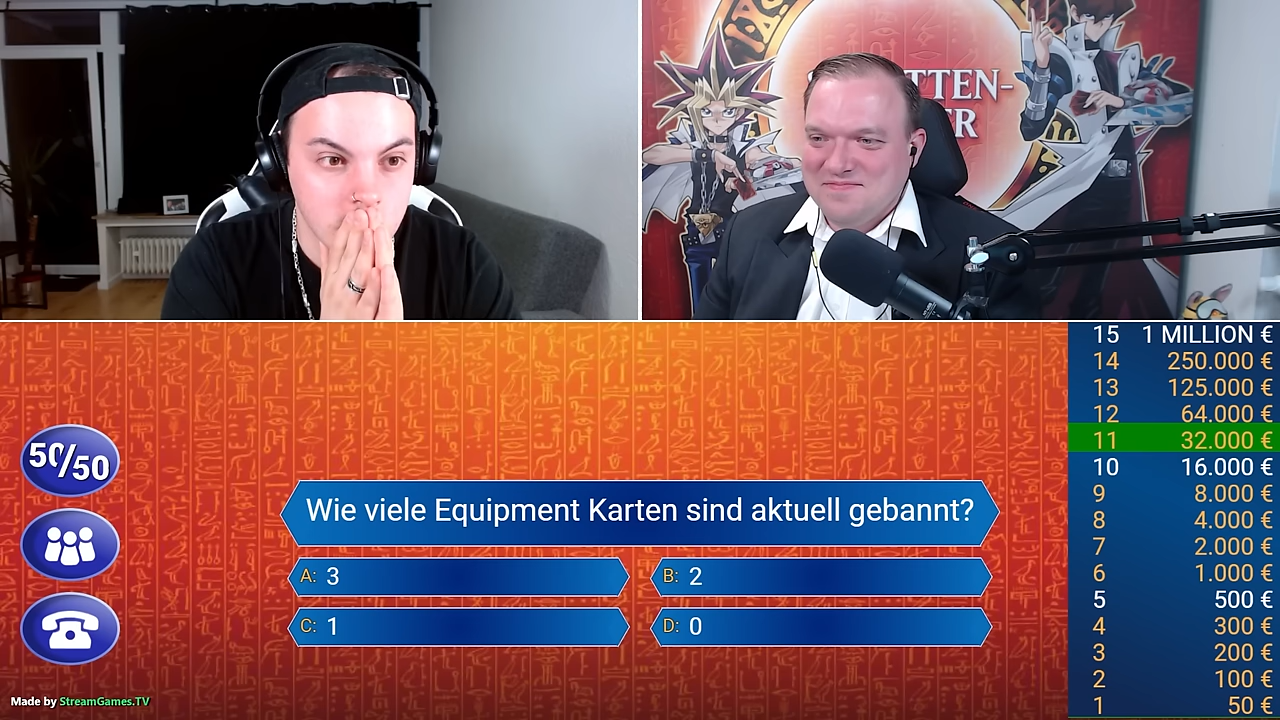 TTEN-
ER
50/50
Wie viele Equipment Karten sind aktuell gebannt?
A: 3
B: 2
C: 1
D: 0
15 1 MILLION €
14 250.000 €
13 125.000 €
12 64.000 €
11 32.000 €
10 16.000 €
9 8.000 €
8 4.000 €
7 2.000 €
6 1.000 €
5 500 €
4 300 €
3 200 €
2 100 €
1 50 €
Made by StreamGames.TV